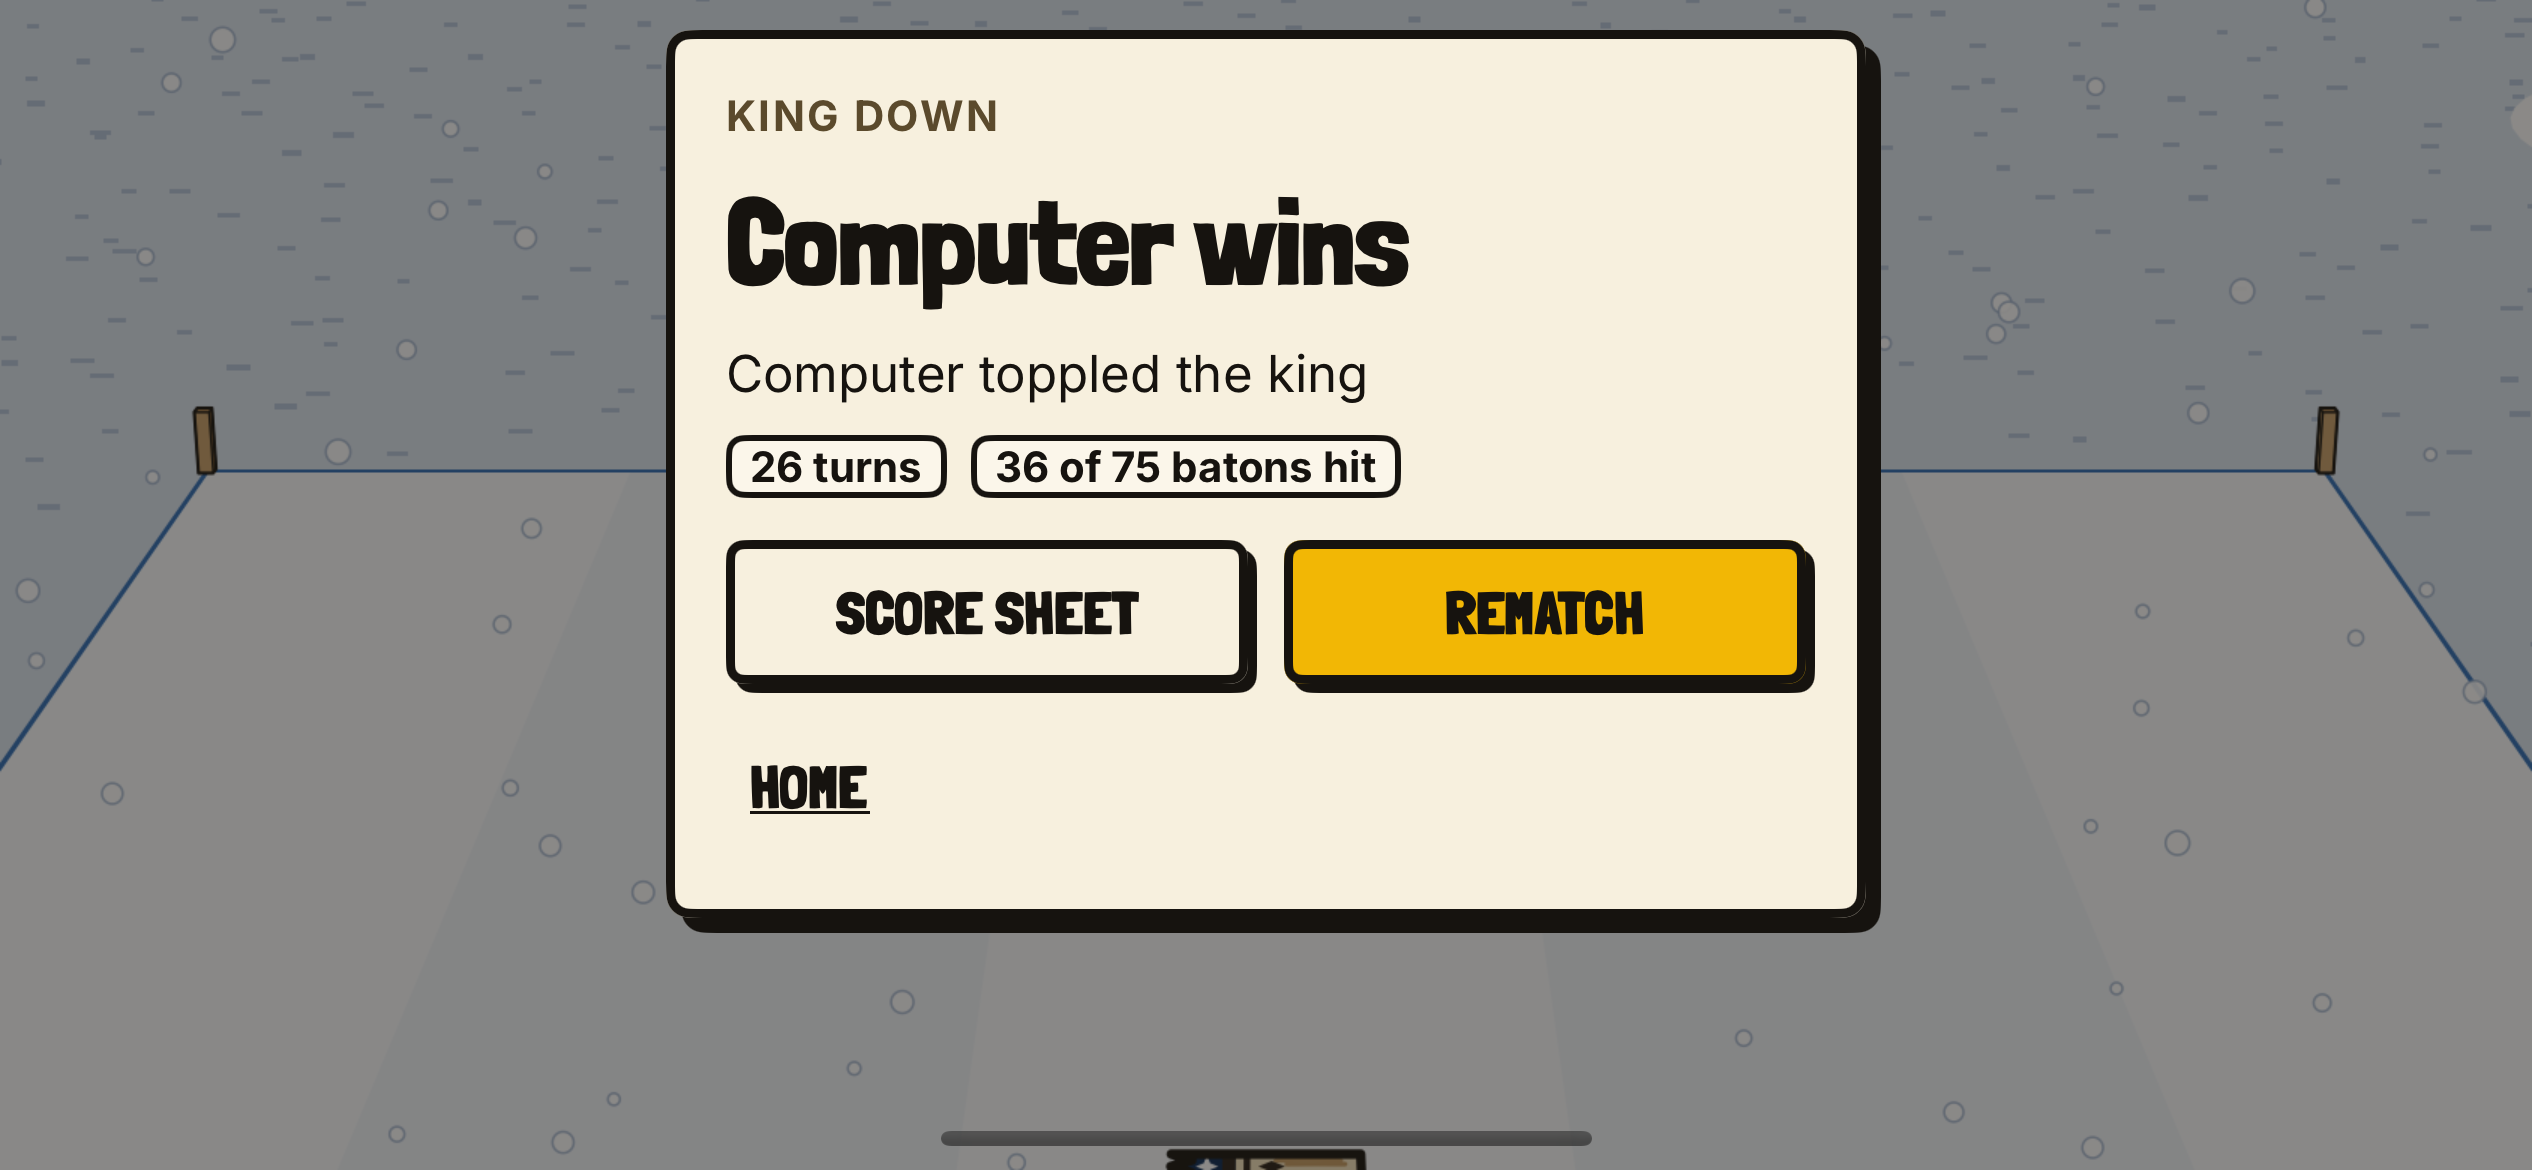 KING DOWN
Computer wins
Computer toppled the king
26 turns 36 of 75 batons hit
SCORE SHEET REMATCH
HOME